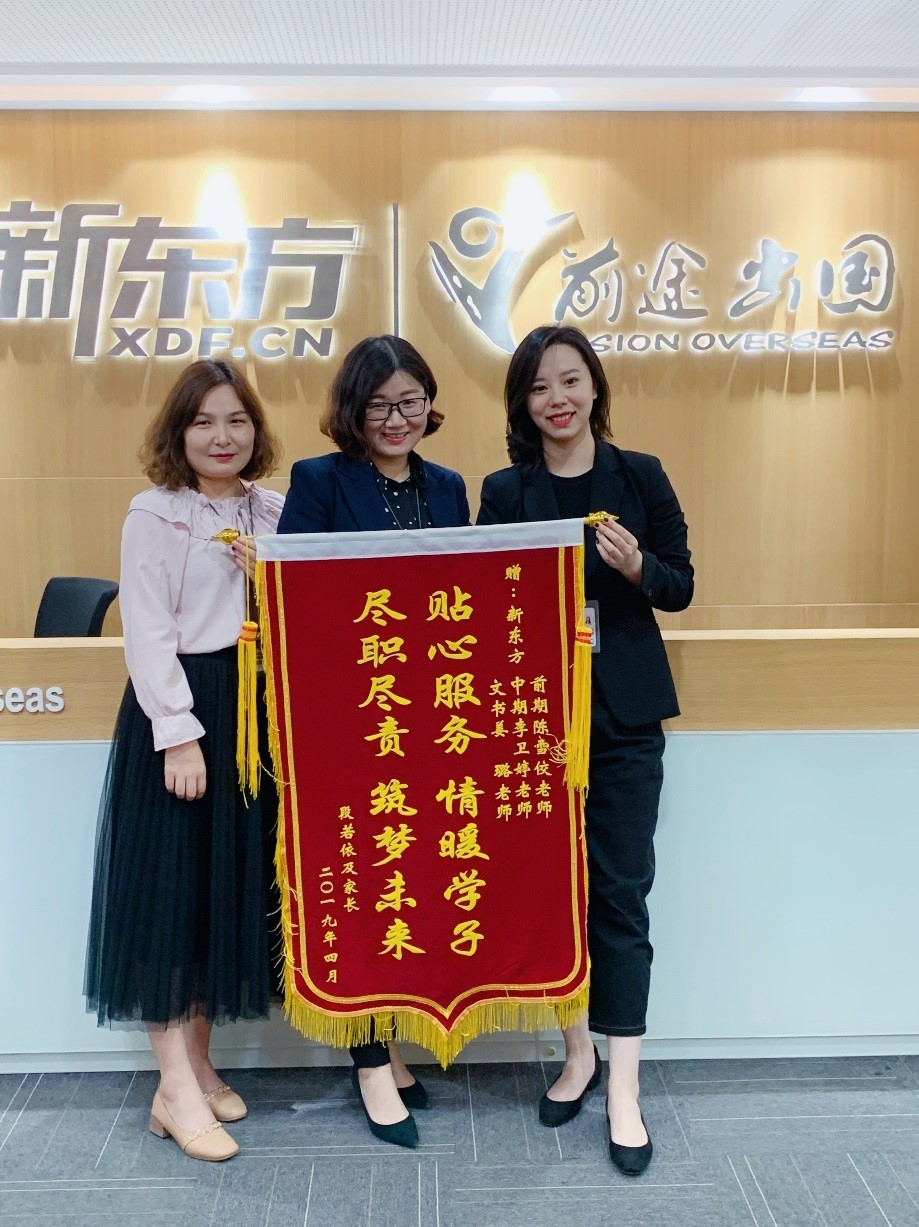 新东方
XDF.CN
前途出国
SION OVERSEAS
seas
赠：新东方
前期陈雪佼老师
中期李卫婷老师
文书姜 璐老师
贴心服务 情暖学子
尽职尽责 筑梦未来
段若依及家长
二〇一九年四月